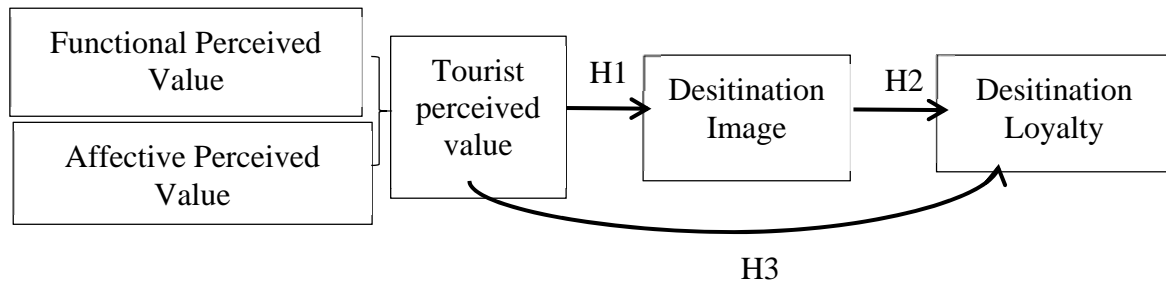 Functional Perceived
Value
Affective Perceived
Value
Tourist
perceived
value
H1
Desitination
Image
H2
Desitination
Loyalty
H3